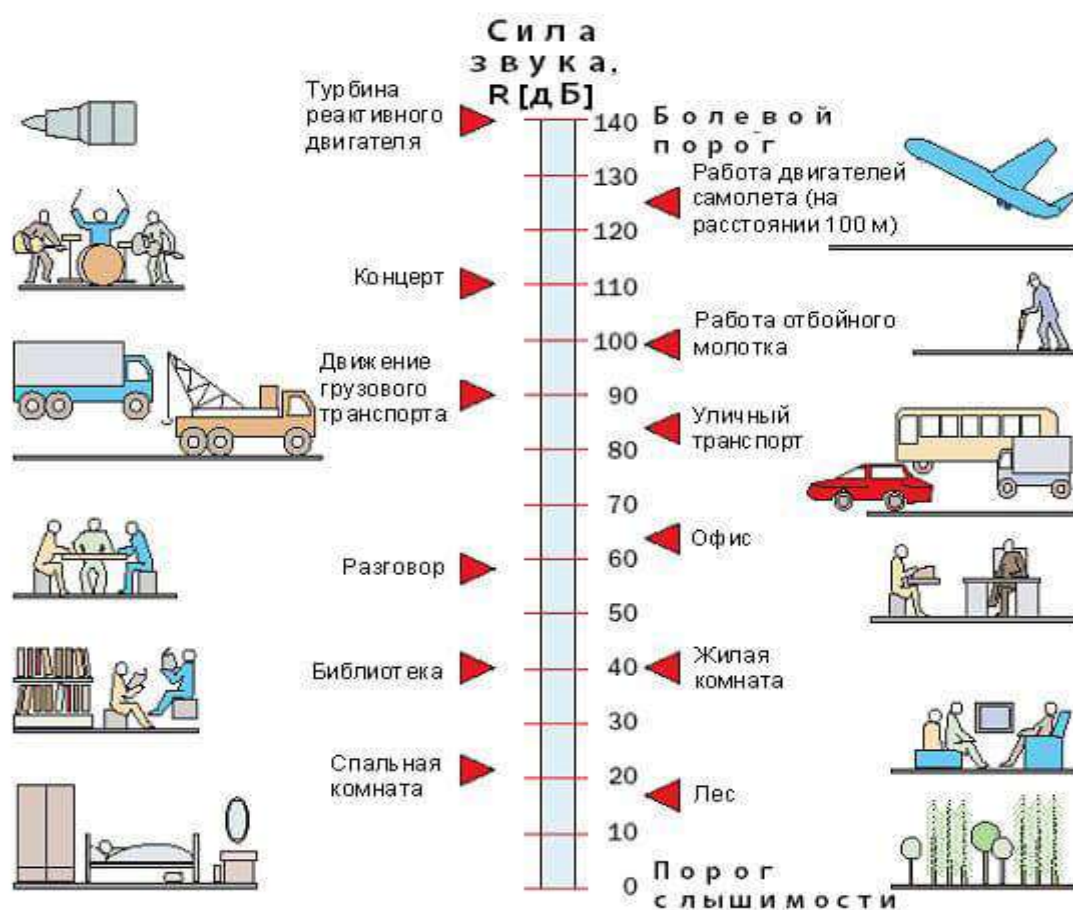 Сила
звука,
R [дБ]
Турбина
реактивного
двигателя
140
Болевой
порог
130
Работа двигателей
самолета (на
расстоянии 100 м)
120
Концерт
110
Работа отбойного
молотка
100
Движение
грузового
транспорта
90
Уличный
транспорт
80
70
Офис
60
Разговор
50
Библиотека
40
Жилая
комната
30
Спальная
комната
20
Лес
10
0
Порог
слышимости